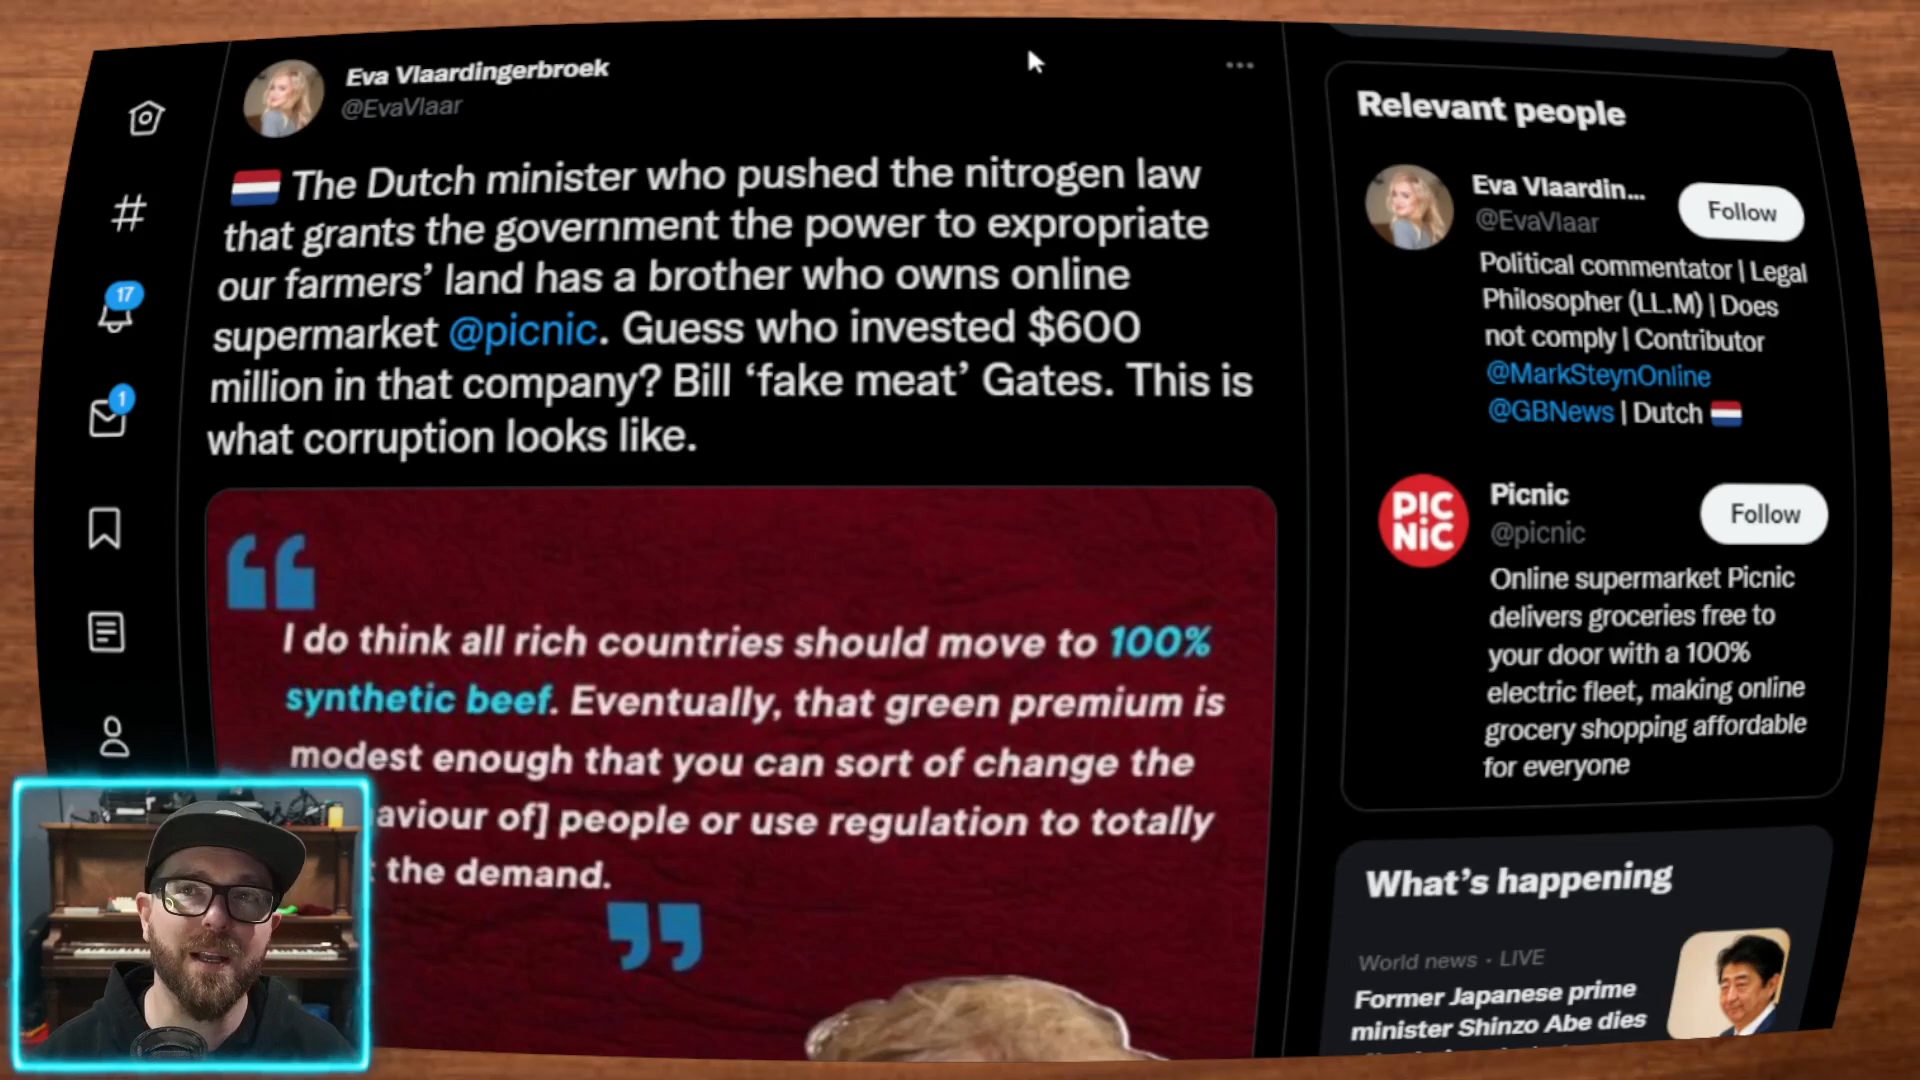 Eva Vlaardingerbroek
@EvaVlaar
The Dutch minister who pushed the nitrogen law
that grants the government the power to expropriate
our farmers’ land has a brother who owns online
supermarket @picnic. Guess who invested $600
million in that company? Bill ‘fake meat’ Gates. This is
what corruption looks like.
“
I do think all rich countries should move to 100%
synthetic beef. Eventually, that green premium is
modest enough that you can sort of change the
aviour of] people or use regulation to totally
the demand.
”
17
1
Relevant people
Eva Vlaardin...
@EvaVlaar
Follow
Political commentator | Legal
Philosopher (LL.M) | Does
not comply | Contributor
@MarkSteynOnline
@GBNews | Dutch
PIC
NiC
Picnic
@picnic
Follow
Online supermarket Picnic
delivers groceries free to
your door with a 100%
electric fleet, making online
grocery shopping affordable
for everyone
What’s happening
World news · LIVE
Former Japanese prime
minister Shinzo Abe dies